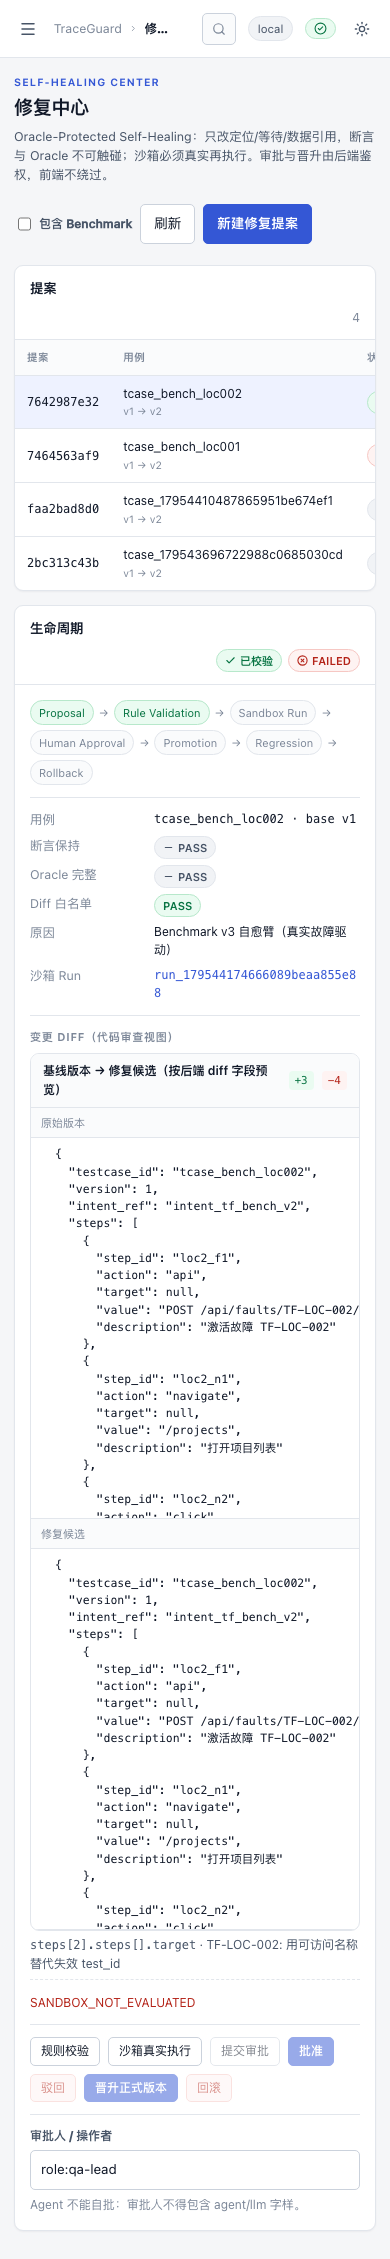 TraceGuard › 修...
local
SELF-HEALING CENTER
修复中心
Oracle-Protected Self-Healing：只改定位/等待/数据引用，断言
与 Oracle 不可触碰；沙箱必须真实再执行。审批与晋升由后端鉴
权，前端不绕过。
包含 Benchmark 刷新 新建修复提案
提案
4
提案 用例
7642987e32 tcase_bench_loc002
v1 → v2
7464563af9 tcase_bench_loc001
v1 → v2
faa2bad8d0 tcase_17954410487865951be674ef1
v1 → v2
2bc313c43b tcase_179543696722988c0685030cd
v1 → v2
生命周期
已校验 FAILED
Proposal → Rule Validation → Sandbox Run →
Human Approval → Promotion → Regression →
Rollback
用例 tcase_bench_loc002 · base v1
断言保持 — PASS
Oracle 完整 — PASS
Diff 白名单 PASS
原因 Benchmark v3 自愈臂（真实故障驱
动）
沙箱 Run run_179544174666089beaa855e8
8
变更 DIFF（代码审查视图）
基线版本 → 修复候选（按后端 diff 字段预
览） +3 −4
原始版本
{
"testcase_id": "tcase_bench_loc002",
"version": 1,
"intent_ref": "intent_tf_bench_v2",
"steps": [
{
"step_id": "loc2_f1",
"action": "api",
"target": null,
"value": "POST /api/faults/TF-LOC-002/
"description": "激活故障 TF-LOC-002"
},
{
"step_id": "loc2_n1",
"action": "navigate",
"target": null,
"value": "/projects",
"description": "打开项目列表"
},
{
"step_id": "loc2_n2",
"action": "click"
修复候选
{
"testcase_id": "tcase_bench_loc002",
"version": 1,
"intent_ref": "intent_tf_bench_v2",
"steps": [
{
"step_id": "loc2_f1",
"action": "api",
"target": null,
"value": "POST /api/faults/TF-LOC-002/
"description": "激活故障 TF-LOC-002"
},
{
"step_id": "loc2_n1",
"action": "navigate",
"target": null,
"value": "/projects",
"description": "打开项目列表"
},
{
"step_id": "loc2_n2",
"action": "click"
steps[2].steps[].target · TF-LOC-002: 用可访问名称
替代失效 test_id
SANDBOX_NOT_EVALUATED
规则校验 沙箱真实执行 提交审批 批准
驳回 晋升正式版本 回滚
审批人 / 操作者
role:qa-lead
Agent 不能自批：审批人不得包含 agent/llm 字样。